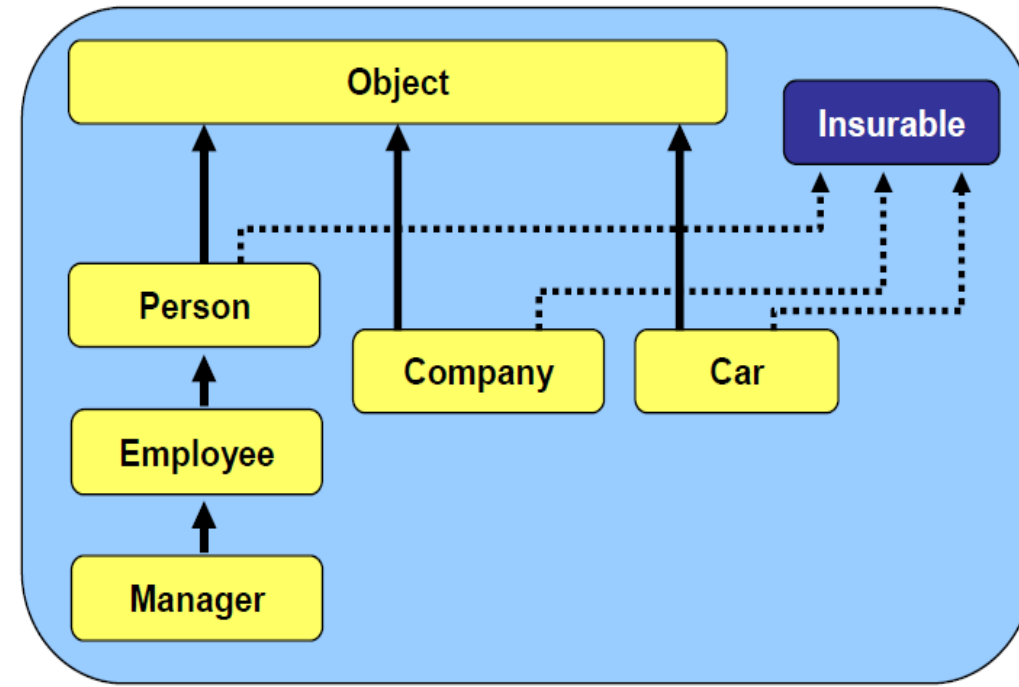 Object
Insurable
Person
Company
Car
Employee
Manager